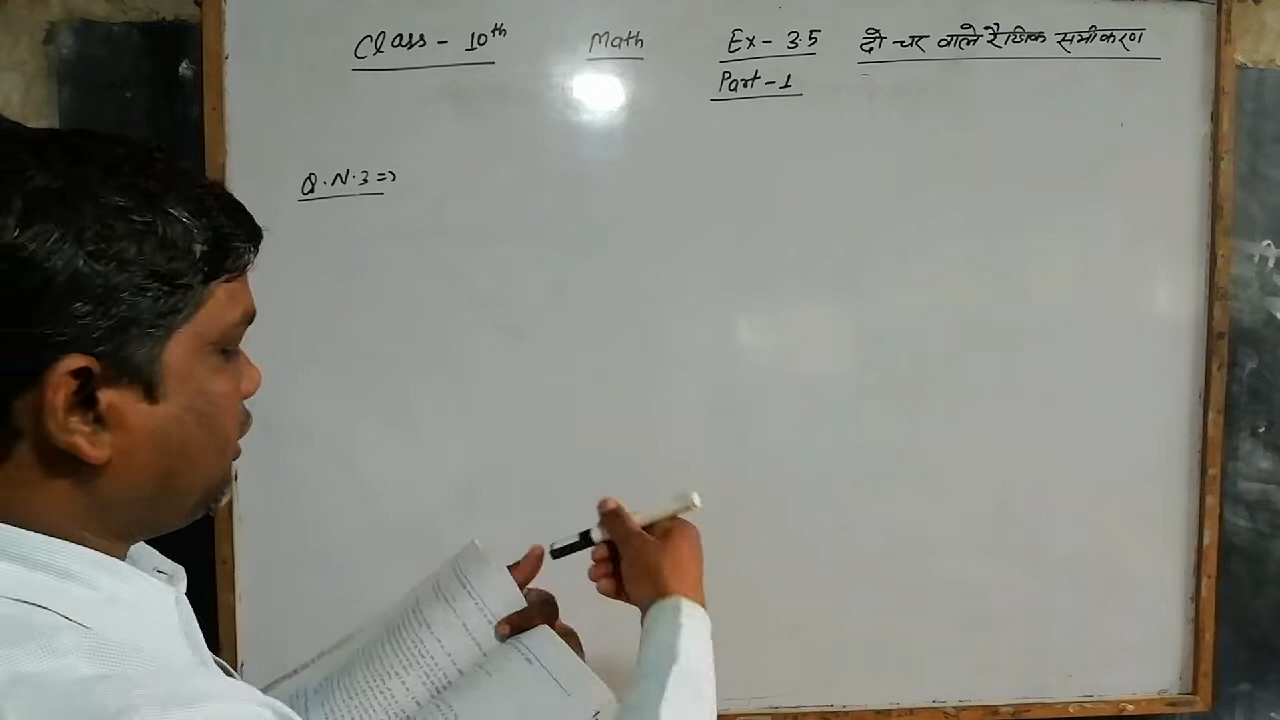 Class - 10th Math Ex - 3.5 दो चर वाले रैखिक समीकरण
Part - 1
Q.N.3 =>